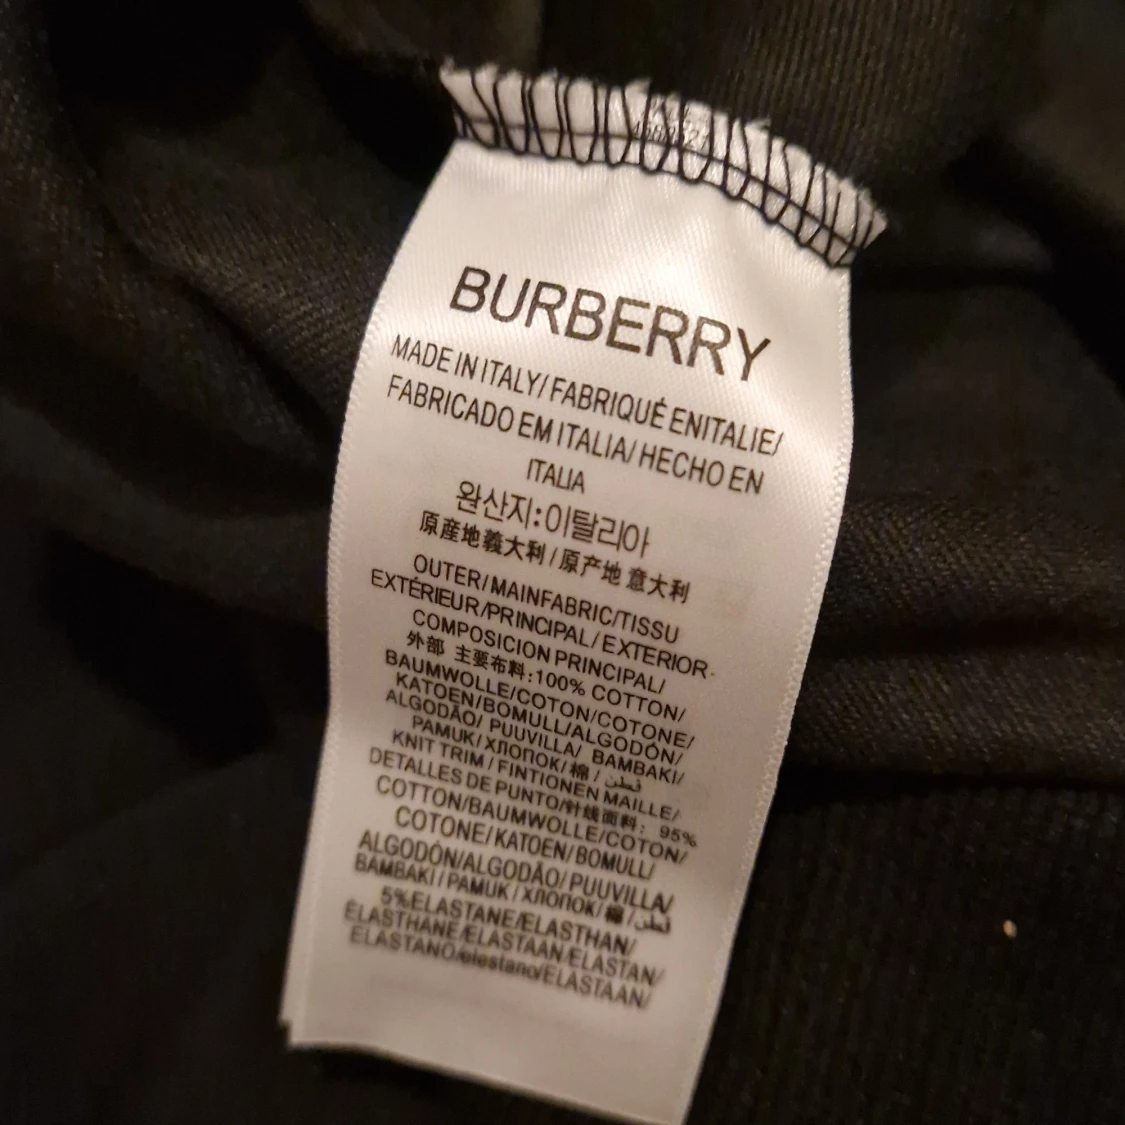 BURBERRY
MADE IN ITALY/ FABRIQUÉ ENITALIE/
FABRICADO EM ITALIA/ HECHO EN
ITALIA
완산지:이탈리아
原産地義大利/原产地 意大利
OUTER/MAINFABRIC/TISSU
EXTÉRIEUR/PRINCIPAL/EXTERIOR-
COMPOSICION PRINCIPAL/
外部 主要布料:100% COTTON/
BAUMWOLLE/COTON/COTONE/
KATOEN/BOMULL/ALGODÓN/
ALGODÃO/ PUUVILLA/ BAMBAKI/
PAMUK/хлопок/棉/قطن
KNIT TRIM / FINTIONEN MAILLE/
DETALLES DE PUNTO/针线面料: 95%
COTTON/BAUMWOLLE/COTON/
COTONE/KATOEN/BOMULL/
ALGODÓN/ALGODÃO/PUUVILLA/
BAMBAKI/PAMUK/хлопок/棉/قطن
5%ELASTANE/ELASTHAN/
ÉLASTHANE/ELASTAAN/ELASTAN/
ELASTANO/elastano/ELASTAAN/